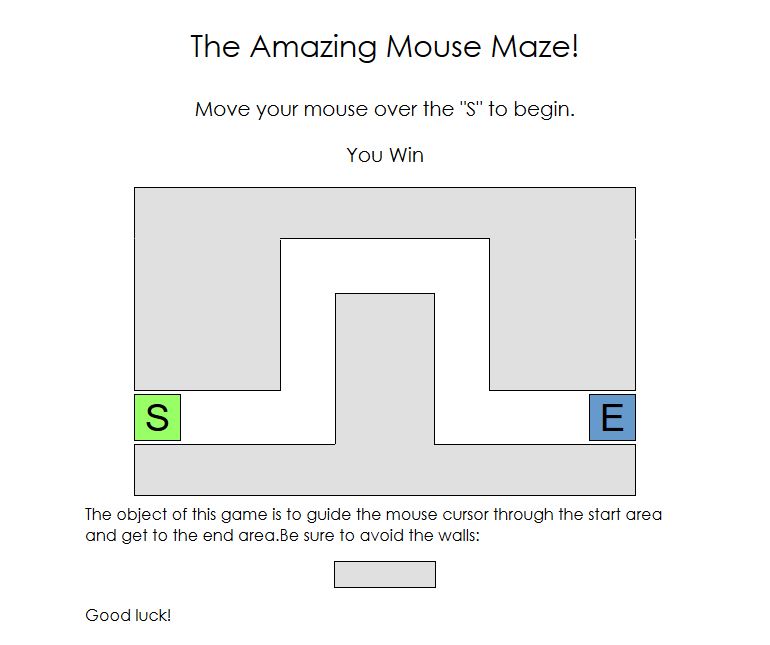 The Amazing Mouse Maze!
Move your mouse over the "S" to begin.
You Win
S
E
The object of this game is to guide the mouse cursor through the start area
and get to the end area.Be sure to avoid the walls:
Good luck!